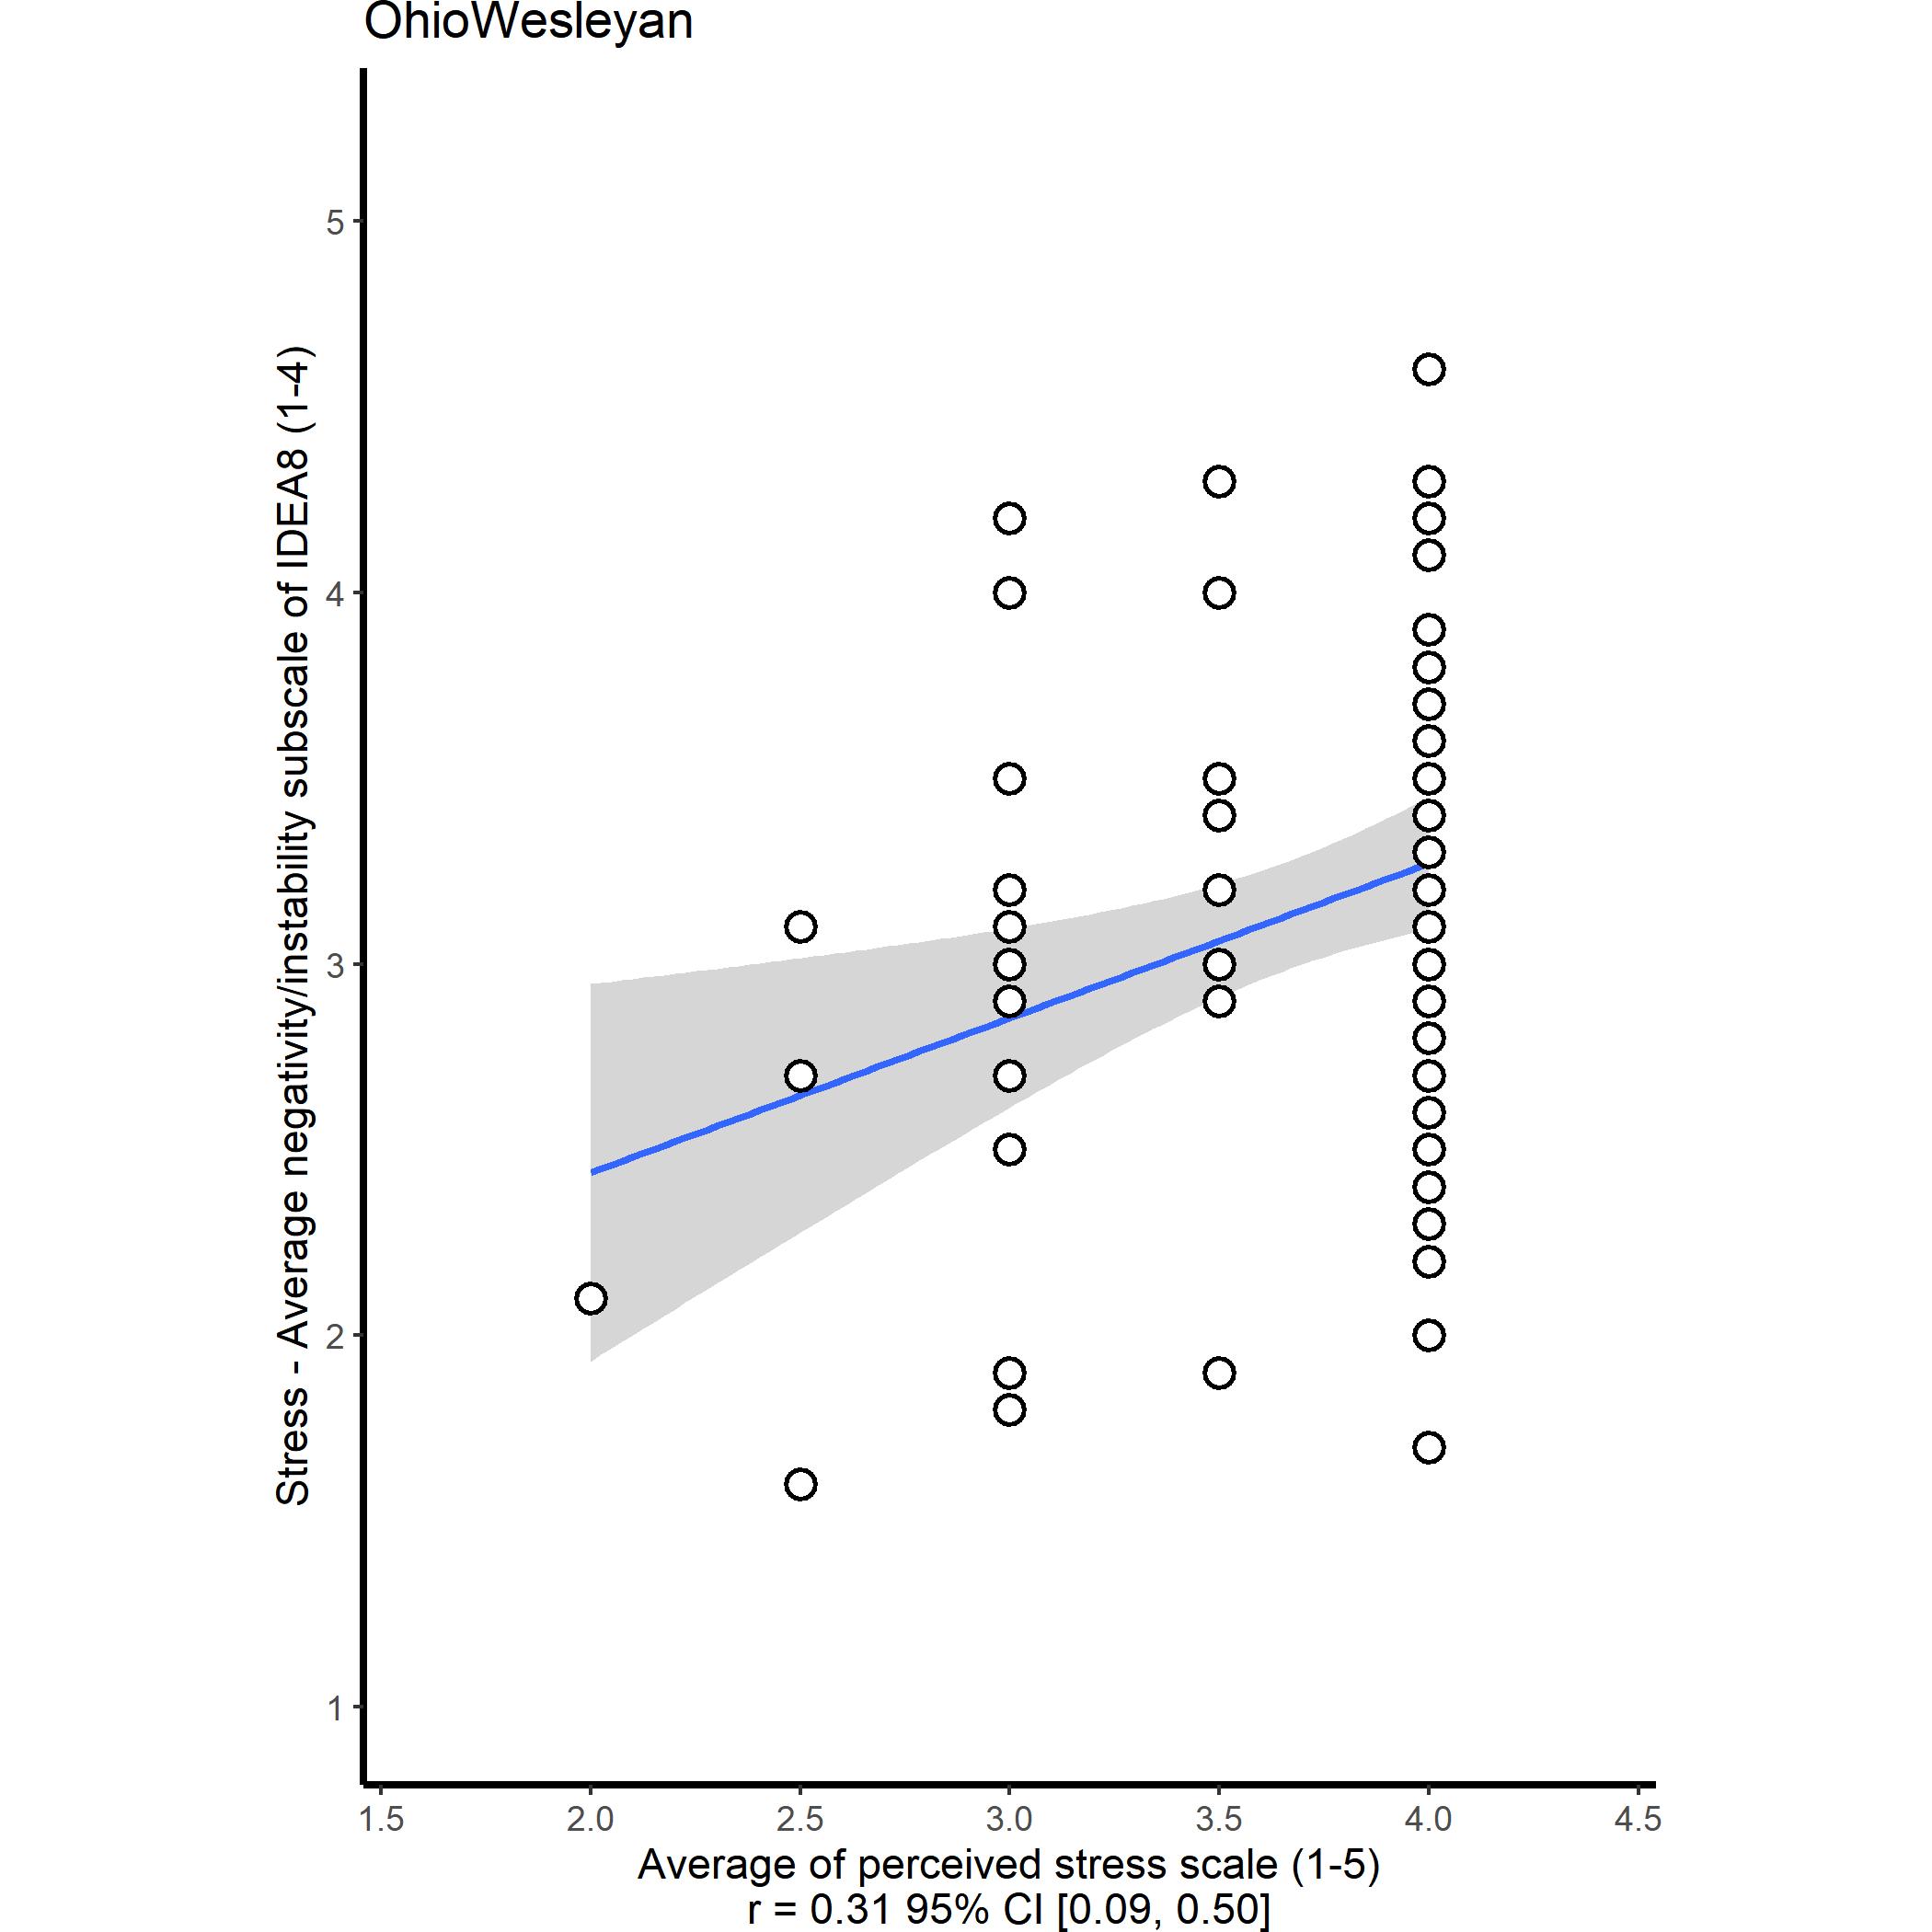 OhioWesleyan
Stress - Average negativity/instability subscale of IDEA8 (1-4)
5
4
3
2
1
1.5 2.0 2.5 3.0 3.5 4.0 4.5
Average of perceived stress scale (1-5)
r = 0.31 95% CI [0.09, 0.50]